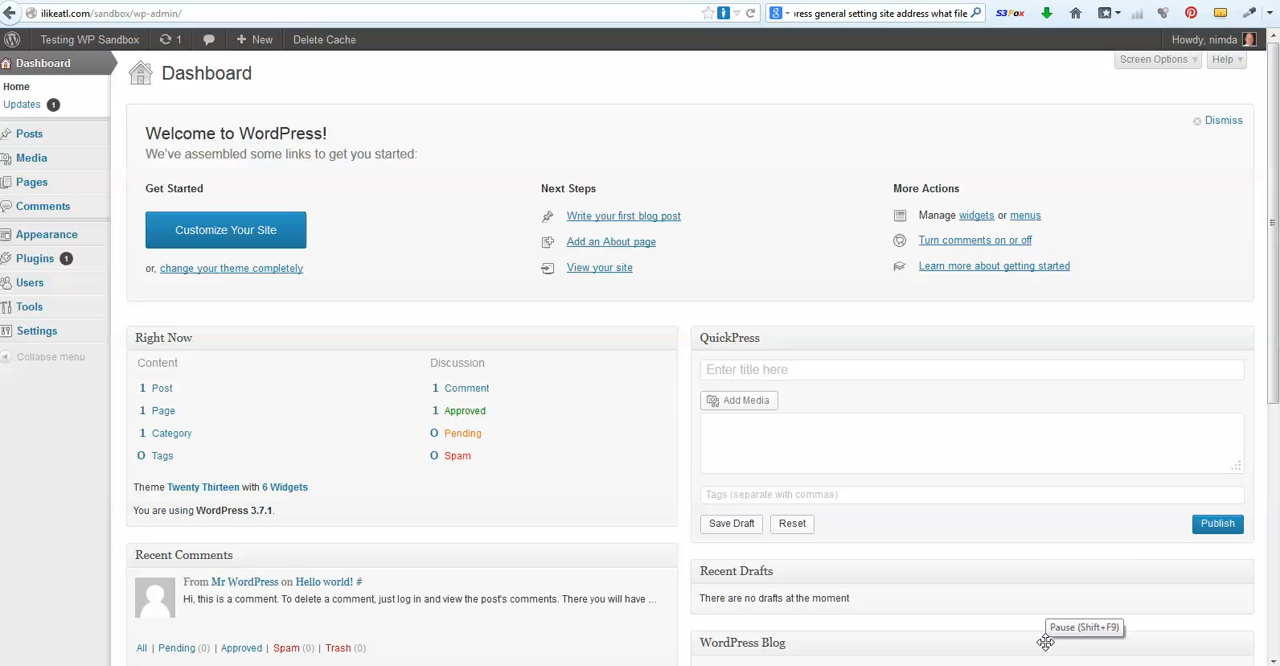 ilikeatl.com/sandbox/wp-admin/
ress general setting site address what file
S3Fox
Testing WP Sandbox
1
New
Delete Cache
Howdy, nimda
Dashboard
Home
Updates 1
Posts
Media
Pages
Comments
Appearance
Plugins 1
Users
Tools
Settings
Collapse menu
Dashboard
Screen Options
Help
Welcome to WordPress!
Dismiss
We've assembled some links to get you started:
Get Started
Customize Your Site
or, change your theme completely
Next Steps
Write your first blog post
Add an About page
View your site
More Actions
Manage widgets or menus
Turn comments on or off
Learn more about getting started
Right Now
Content
1 Post
1 Page
1 Category
0 Tags
Discussion
1 Comment
1 Approved
0 Pending
0 Spam
Theme Twenty Thirteen with 6 Widgets
You are using WordPress 3.7.1.
Recent Comments
From Mr WordPress on Hello world! #
Hi, this is a comment. To delete a comment, just log in and view the post's comments. There you will have ...
All | Pending (0) | Approved | Spam (0) | Trash (0)
QuickPress
Enter title here
Add Media
Tags (separate with commas)
Save Draft
Reset
Publish
Recent Drafts
There are no drafts at the moment
WordPress Blog
Pause (Shift+F9)